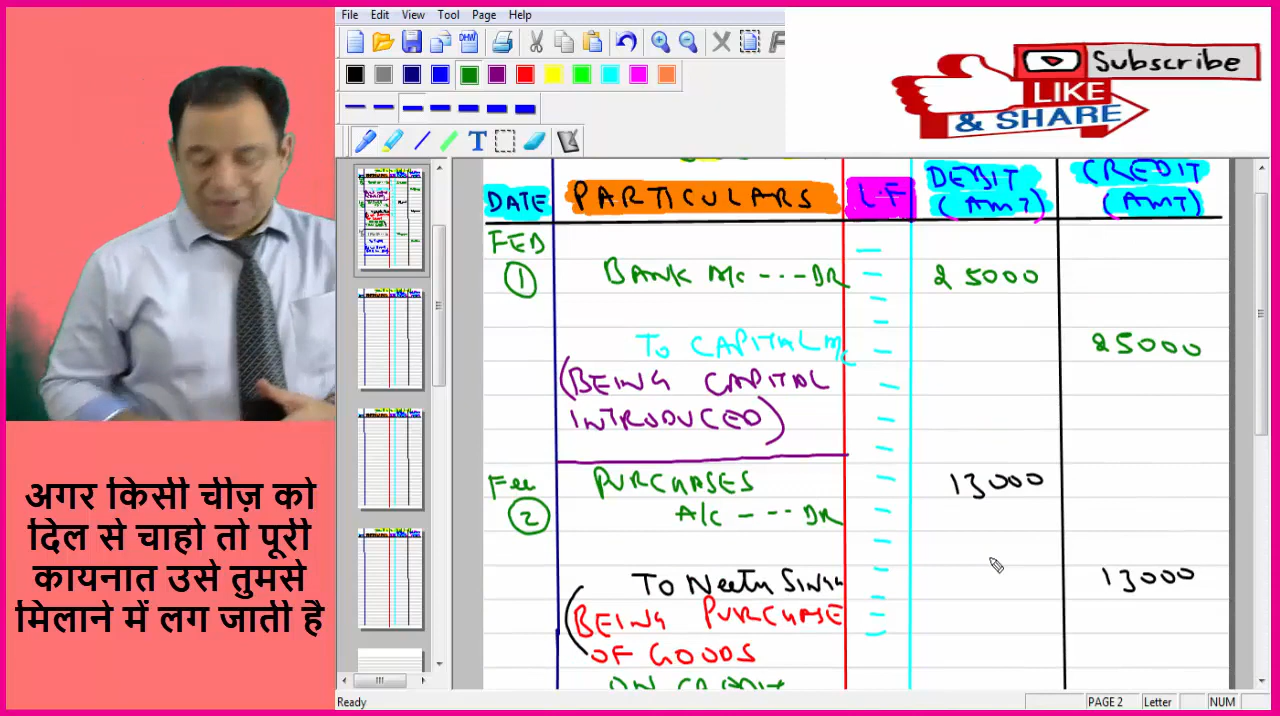 File Edit View Tool Page Help
Subscribe
LIKE
& SHARE
DATE PARTICULARS L.F DEBIT (AMT) CREDIT (AMT)
FEB
① BANK A/c ---DR 25000
TO CAPITAL A/c 25000
(BEING CAPITAL
INTRODUCED)
② PURCHASES 13000
A/C ---DR
TO Neetu SINGH 13000
(BEING PURCHASE
OF GOODS
ON CREDIT
अगर किसी चीज़ को
दिल से चाहो तो पूरी
कायनात उसे तुमसे
मिलाने में लग जाती है
Ready PAGE 2 Letter NUM